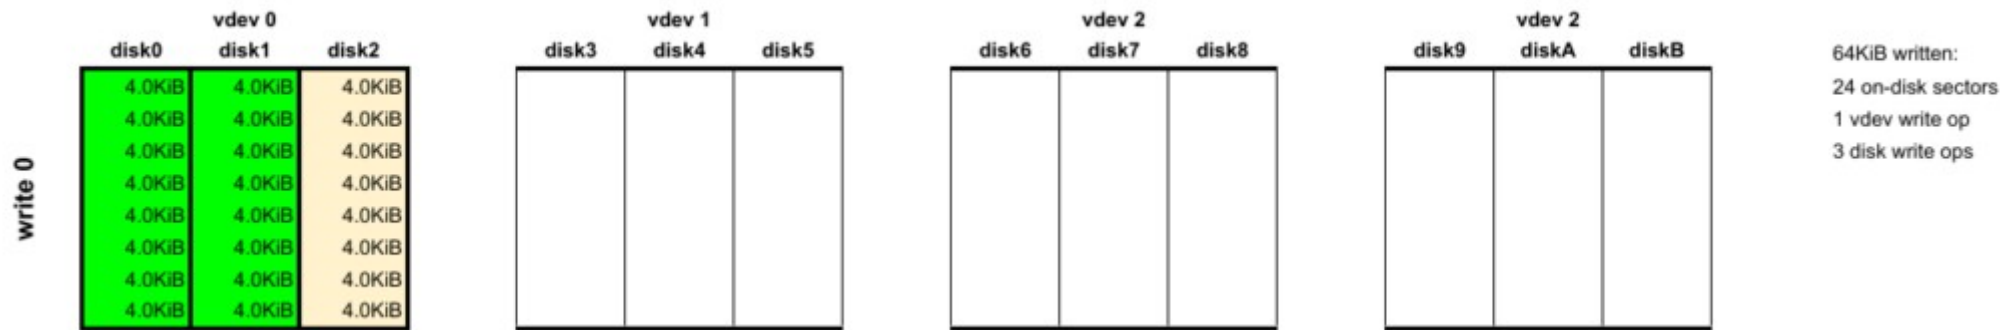 vdev 0 vdev 1 vdev 2 vdev 2
disk0 disk1 disk2 disk3 disk4 disk5 disk6 disk7 disk8 disk9 diskA diskB
64KiB written:
4.0KiB 4.0KiB 4.0KiB 24 on-disk sectors
4.0KiB 4.0KiB 4.0KiB 1 vdev write op
4.0KiB 4.0KiB 4.0KiB 3 disk write ops
4.0KiB 4.0KiB 4.0KiB
4.0KiB 4.0KiB 4.0KiB
4.0KiB 4.0KiB 4.0KiB
4.0KiB 4.0KiB 4.0KiB
4.0KiB 4.0KiB 4.0KiB
write 0